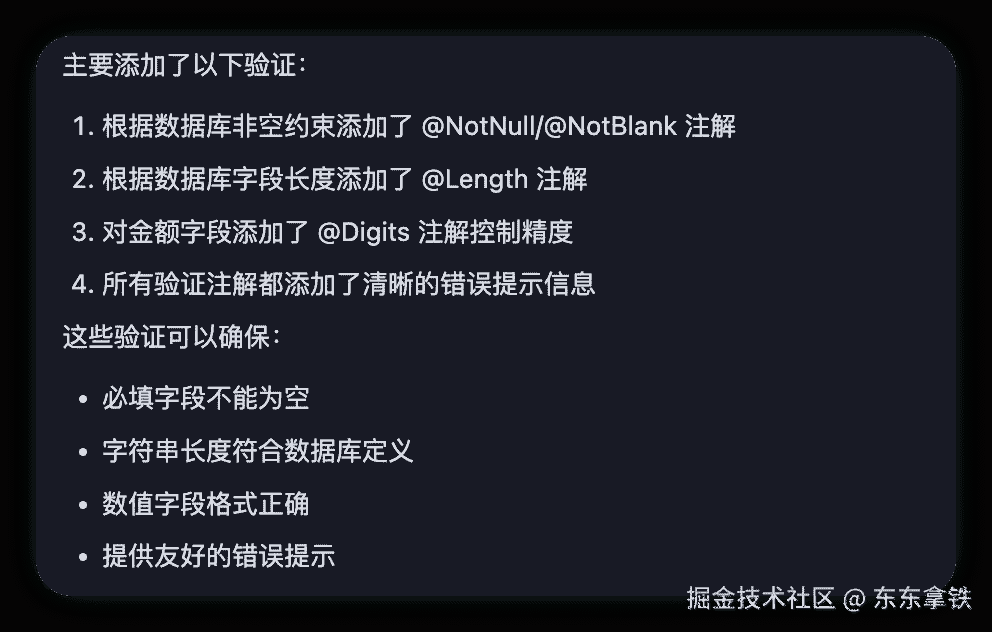 主要添加了以下验证：
1. 根据数据库非空约束添加了 @NotNull/@NotBlank 注解
2. 根据数据库字段长度添加了 @Length 注解
3. 对金额字段添加了 @Digits 注解控制精度
4. 所有验证注解都添加了清晰的错误提示信息
这些验证可以确保：
• 必填字段不能为空
• 字符串长度符合数据库定义
• 数值字段格式正确
• 提供友好的错误提示
掘金技术社区 @ 东东拿铁